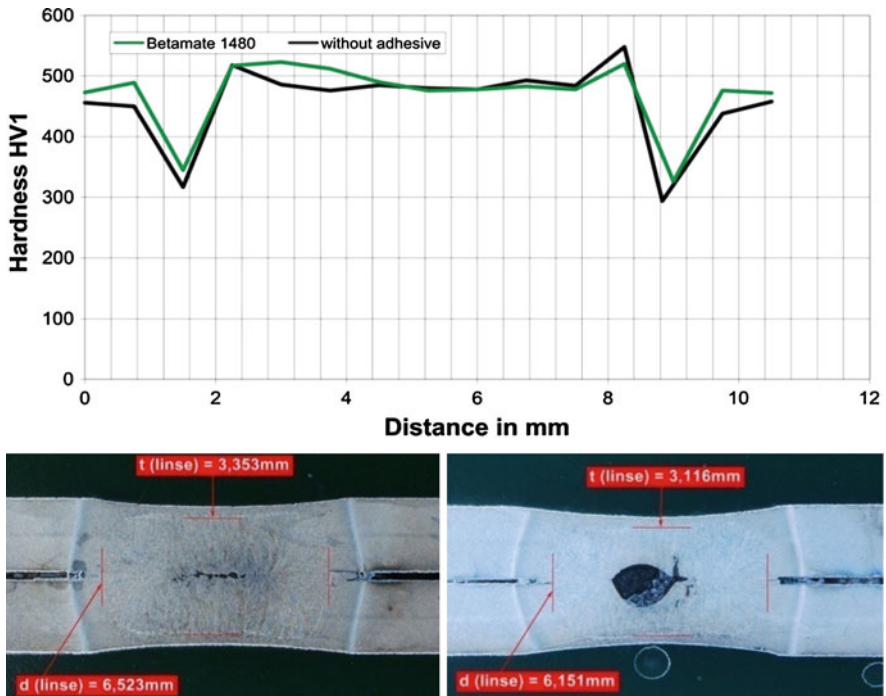 600
Betamate 1480 without adhesive
500
400
Hardness HV1
300
200
100
0
0 2 4 6 8 10 12
Distance in mm
t (linse) = 3,353mm
t (linse) = 3,116mm
d (linse) = 6,523mm
d (linse) = 6,151mm